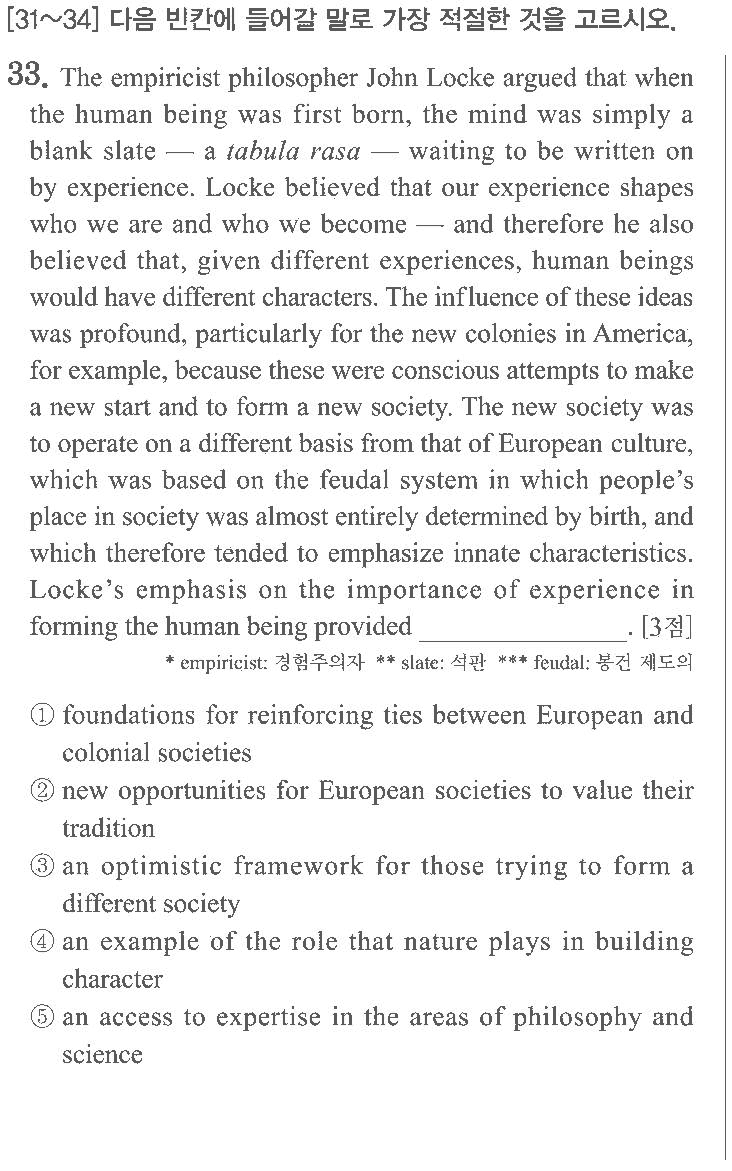 [31~34] 다음 빈칸에 들어갈 말로 가장 적절한 것을 고르시오.
33. The empiricist philosopher John Locke argued that when
the human being was first born, the mind was simply a
blank slate — a tabula rasa — waiting to be written on
by experience. Locke believed that our experience shapes
who we are and who we become — and therefore he also
believed that, given different experiences, human beings
would have different characters. The influence of these ideas
was profound, particularly for the new colonies in America,
for example, because these were conscious attempts to make
a new start and to form a new society. The new society was
to operate on a different basis from that of European culture,
which was based on the feudal system in which people's
place in society was almost entirely determined by birth, and
which therefore tended to emphasize innate characteristics.
Locke's emphasis on the importance of experience in
forming the human being provided ________________. [3점]
* empiricist: 경험주의자 ** slate: 석판 *** feudal: 봉건 제도의
① foundations for reinforcing ties between European and
colonial societies
② new opportunities for European societies to value their
tradition
③ an optimistic framework for those trying to form a
different society
④ an example of the role that nature plays in building
character
⑤ an access to expertise in the areas of philosophy and
science